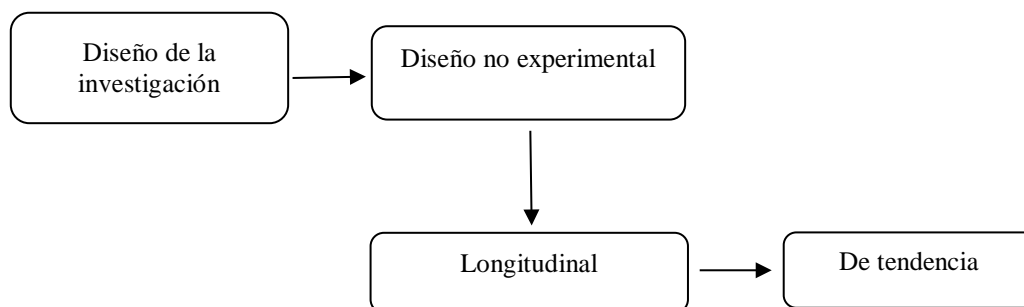 Diseño de la
investigación
Diseño no experimental
Longitudinal
De tendencia